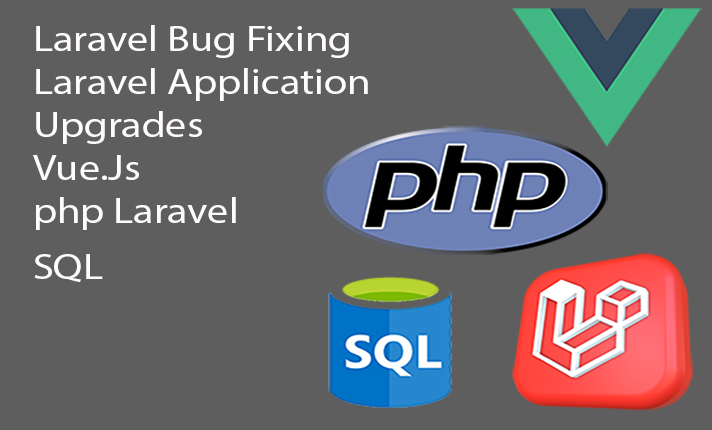 Laravel Bug Fixing
Laravel Application
Upgrades
Vue.Js
php Laravel
SQL
php
SQL